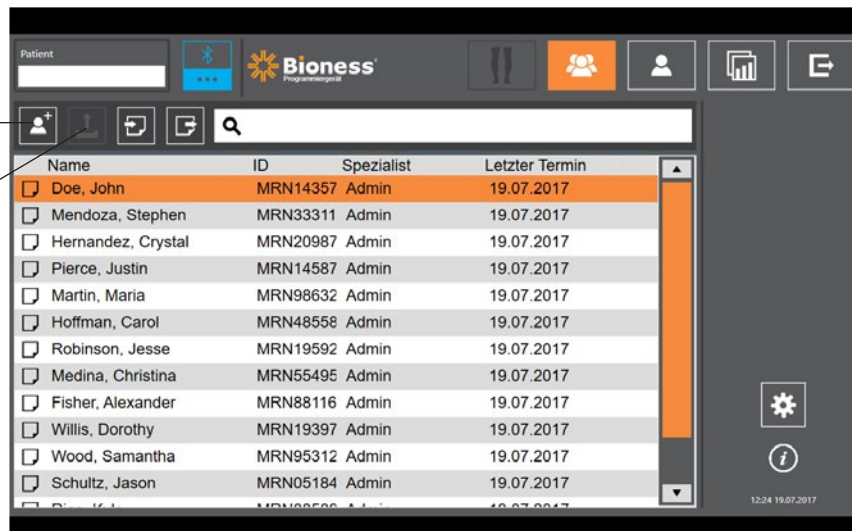 Patient
Bioness
Programmiergerät
Name ID Spezialist Letzter Termin
Doe, John MRN14357 Admin 19.07.2017
Mendoza, Stephen MRN33311 Admin 19.07.2017
Hernandez, Crystal MRN20987 Admin 19.07.2017
Pierce, Justin MRN14587 Admin 19.07.2017
Martin, Maria MRN98632 Admin 19.07.2017
Hoffman, Carol MRN48558 Admin 19.07.2017
Robinson, Jesse MRN19592 Admin 19.07.2017
Medina, Christina MRN55495 Admin 19.07.2017
Fisher, Alexander MRN88116 Admin 19.07.2017
Willis, Dorothy MRN19397 Admin 19.07.2017
Wood, Samantha MRN95312 Admin 19.07.2017
Schultz, Jason MRN05184 Admin 19.07.2017
12:24 19.07.2017